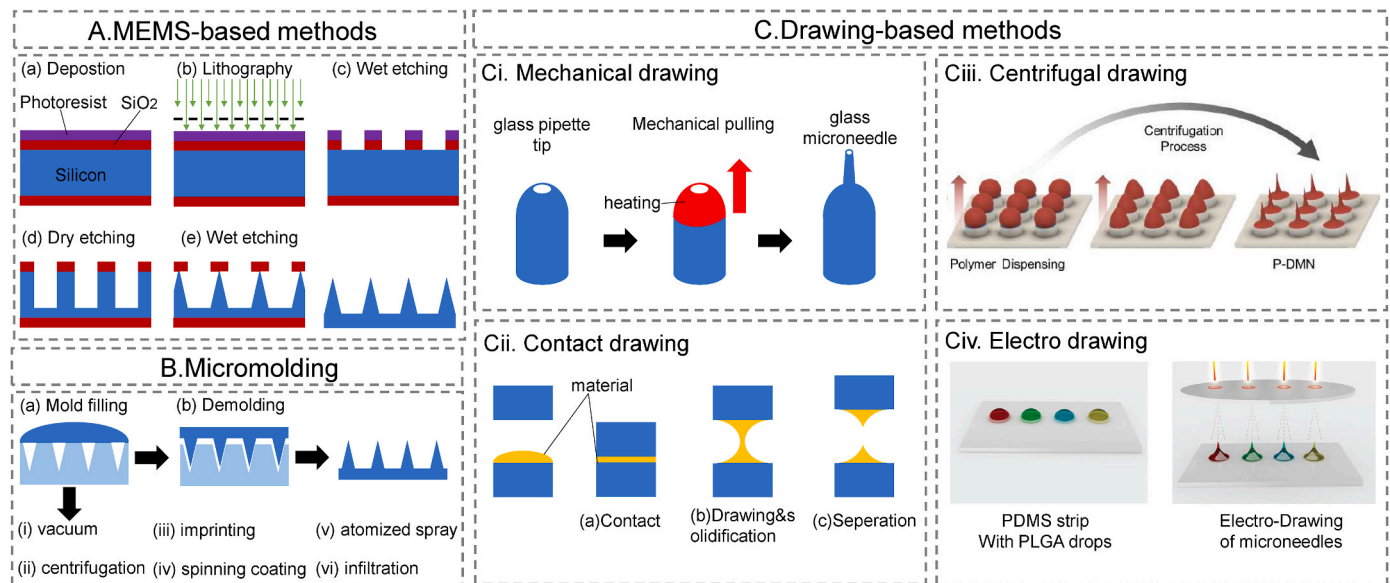 A.MEMS-based methods
(a) Depostion
(b) Lithography
(c) Wet etching
Photoresist
SiO2
Silicon
(d) Dry etching
(e) Wet etching
B.Micromolding
(a) Mold filling
(b) Demolding
(i) vacuum
(iii) imprinting
(v) atomized spray
(ii) centrifugation
(iv) spinning coating
(vi) infiltration
C.Drawing-based methods
Ci. Mechanical drawing
glass pipette
tip
Mechanical pulling
glass
microneedle
heating
Cii. Contact drawing
material
(a)Contact
(b)Drawing&s
olidification
(c)Seperation
Ciii. Centrifugal drawing
Centrifugation
Process
Polymer Dispensing
P-DMN
Civ. Electro drawing
PDMS strip
With PLGA drops
Electro-Drawing
of microneedles